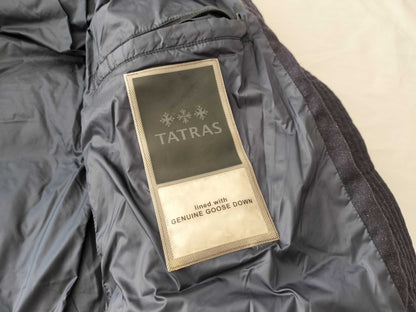 TATRAS
lined with
GENUINE GOOSE DOWN